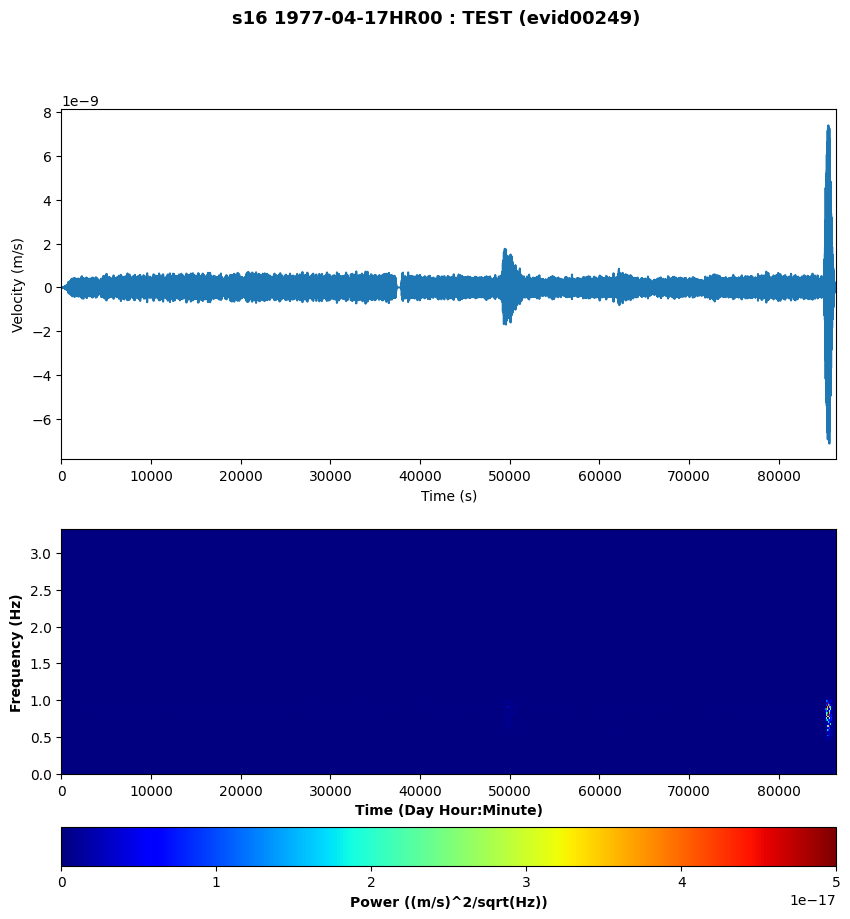 s16 1977-04-17HR00 : TEST (evid00249)
1e−9
8
6
4
2
0
−2
−4
−6
Velocity (m/s)
0 10000 20000 30000 40000 50000 60000 70000 80000
Time (s)
3.0
2.5
2.0
1.5
1.0
0.5
0.0
Frequency (Hz)
0 10000 20000 30000 40000 50000 60000 70000 80000
Time (Day Hour:Minute)
0 1 2 3 4 5
1e−17
Power ((m/s)^2/sqrt(Hz))